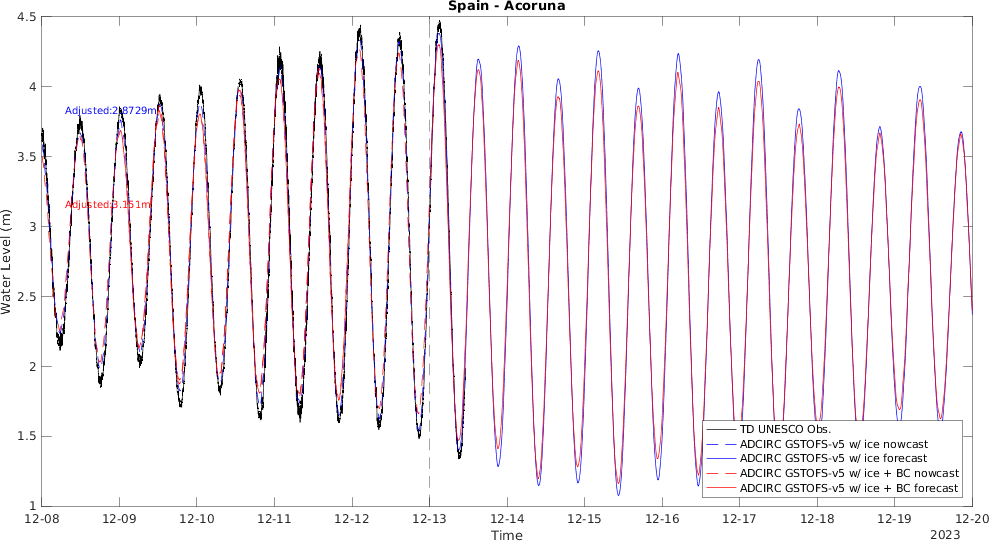 Spain - Acoruna
4.5
4
3.5
3
2.5
2
1.5
1
Water Level (m)
Adjusted:2.8729m
Adjusted:3.151m
TD UNESCO Obs.
ADCIRC GSTOFS-v5 w/ ice nowcast
ADCIRC GSTOFS-v5 w/ ice forecast
ADCIRC GSTOFS-v5 w/ ice + BC nowcast
ADCIRC GSTOFS-v5 w/ ice + BC forecast
12-08 12-09 12-10 12-11 12-12 12-13 12-14 12-15 12-16 12-17 12-18 12-19 12-20
Time
2023